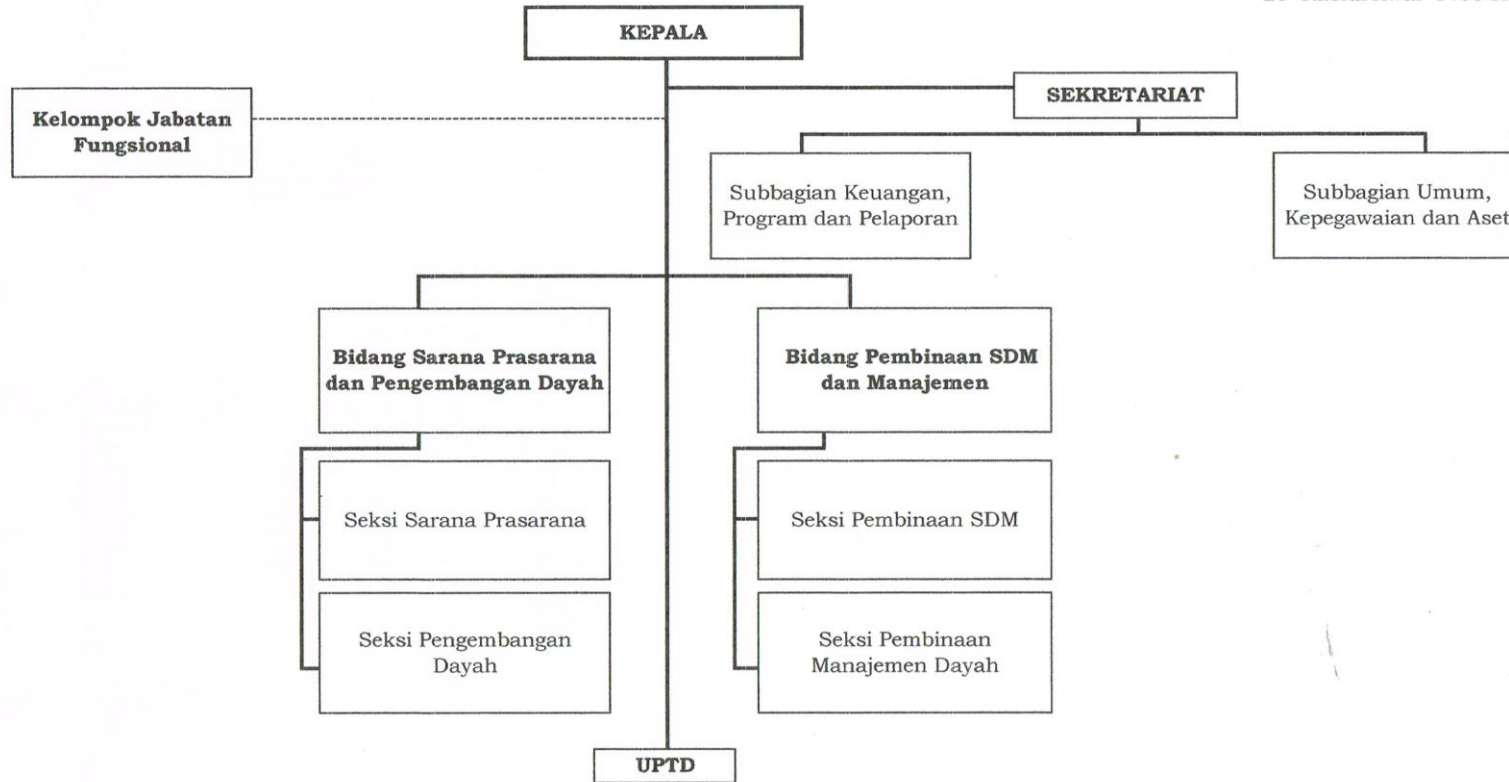 KEPALA
SEKRETARIAT
Kelompok Jabatan
Fungsional
Subbagian Keuangan,
Program dan Pelaporan
Subbagian Umum,
Kepegawaian dan Aset
Bidang Sarana Prasarana
dan Pengembangan Dayah
Bidang Pembinaan SDM
dan Manajemen
Seksi Sarana Prasarana
Seksi Pembinaan SDM
Seksi Pengembangan
Dayah
Seksi Pembinaan
Manajemen Dayah
UPTD